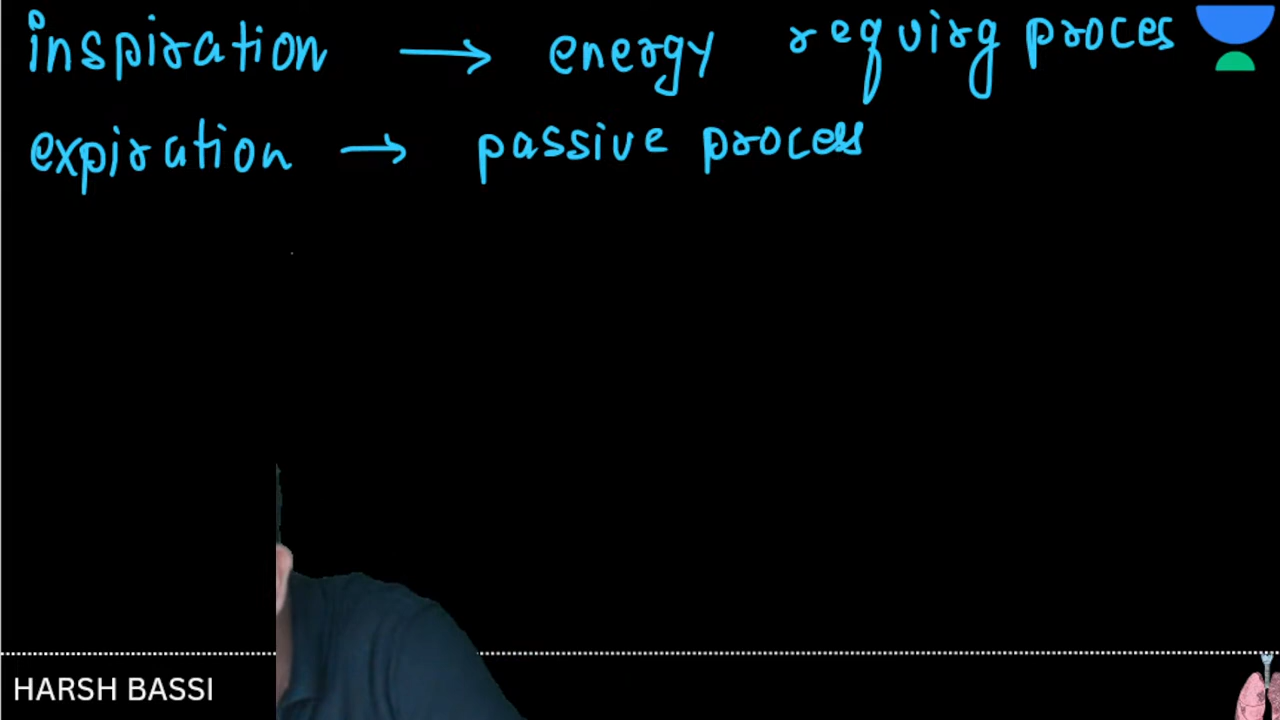 inspiration → energy requirg proces
expiration → passive process
HARSH BASSI